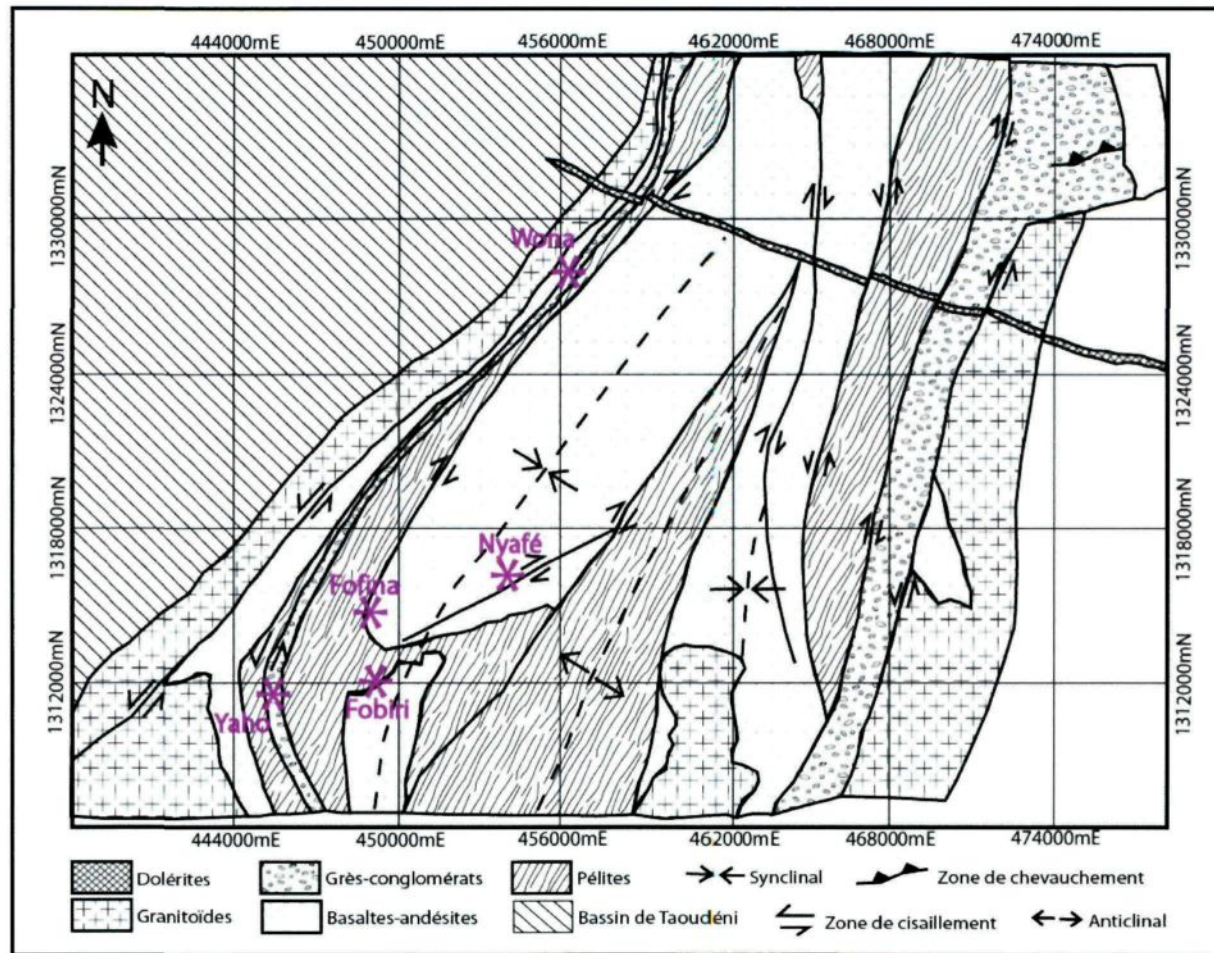 444000mE 450000mE 456000mE 462000mE 468000mE 474000mE
N
1330000mN
1324000mN
1318000mN
1312000mN
Wona
Nyafé
Fofina
Fobiri
Yaho
1330000mN
1324000mN
1318000mN
1312000mN
444000mE 450000mE 456000mE 462000mE 468000mE 474000mE
Dolérites Grès-conglomérats Pélites Synclinal Zone de chevauchement
Granitoïdes Basaltes-andésites Bassin de Taoudéni Zone de cisaillement Anticlinal